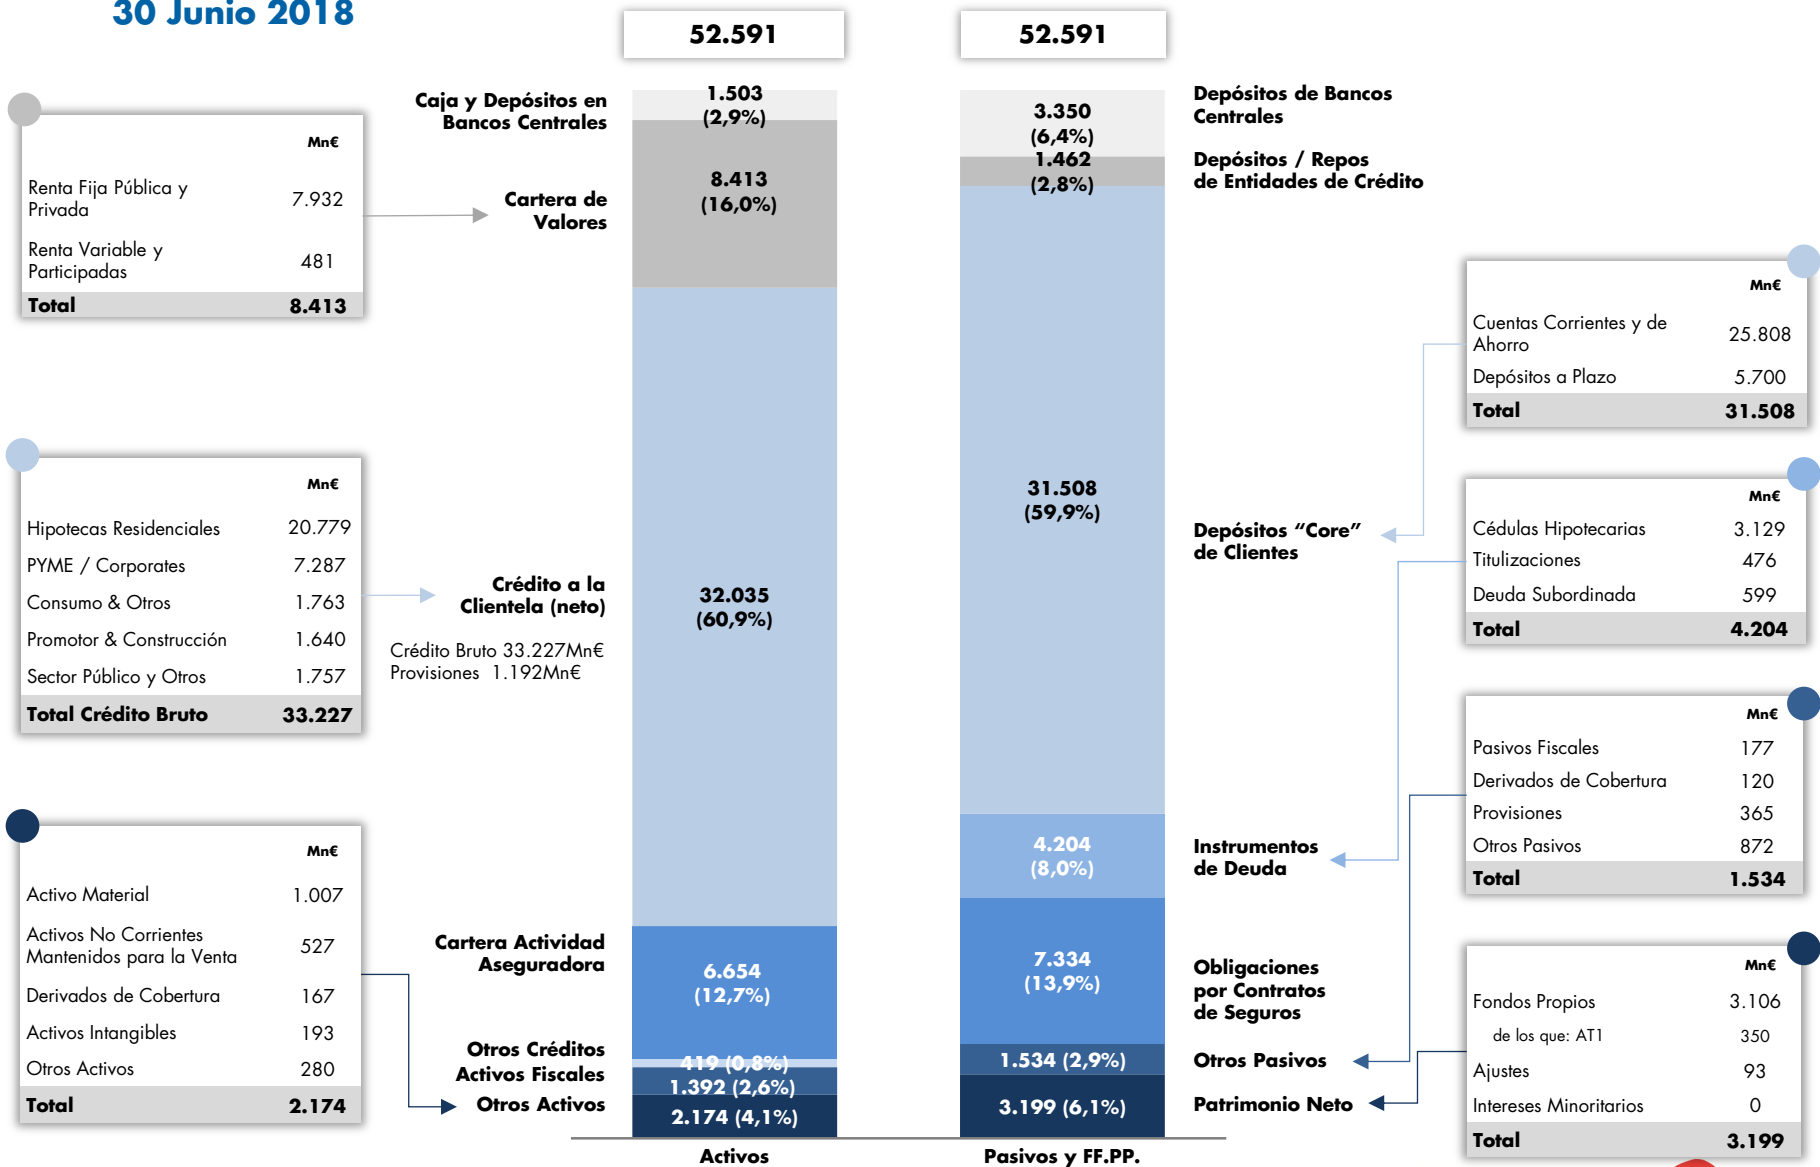 30 Junio 2018
52.591
52.591
Mn€
Renta Fija Pública y
Privada
7.932
Renta Variable y
Participadas
481
Total 8.413
Mn€
Hipotecas Residenciales 20.779
PYME / Corporates 7.287
Consumo & Otros 1.763
Promotor & Construcción 1.640
Sector Público y Otros 1.757
Total Crédito Bruto 33.227
Mn€
Activo Material 1.007
Activos No Corrientes
Mantenidos para la Venta
527
Derivados de Cobertura 167
Activos Intangibles 193
Otros Activos 280
Total 2.174
Caja y Depósitos en
Bancos Centrales
Cartera de
Valores
Crédito a la
Clientela (neto)
Crédito Bruto 33.227Mn€
Provisiones 1.192Mn€
Cartera Actividad
Aseguradora
Otros Créditos
Activos Fiscales
Otros Activos
1.503
(2,9%)
8.413
(16,0%)
32.035
(60,9%)
6.654
(12,7%)
419 (0,8%)
1.392 (2,6%)
2.174 (4,1%)
Activos
3.350
(6,4%)
1.462
(2,8%)
31.508
(59,9%)
4.204
(8,0%)
7.334
(13,9%)
1.534 (2,9%)
3.199 (6,1%)
Pasivos y FF.PP.
Depósitos de Bancos
Centrales
Depósitos / Repos
de Entidades de Crédito
Depósitos “Core”
de Clientes
Instrumentos
de Deuda
Obligaciones
por Contratos
de Seguros
Otros Pasivos
Patrimonio Neto
Mn€
Cuentas Corrientes y de
Ahorro
25.808
Depósitos a Plazo 5.700
Total 31.508
Mn€
Cédulas Hipotecarias 3.129
Titulizaciones 476
Deuda Subordinada 599
Total 4.204
Mn€
Pasivos Fiscales 177
Derivados de Cobertura 120
Provisiones 365
Otros Pasivos 872
Total 1.534
Mn€
Fondos Propios 3.106
de los que: AT1 350
Ajustes 93
Intereses Minoritarios 0
Total 3.199